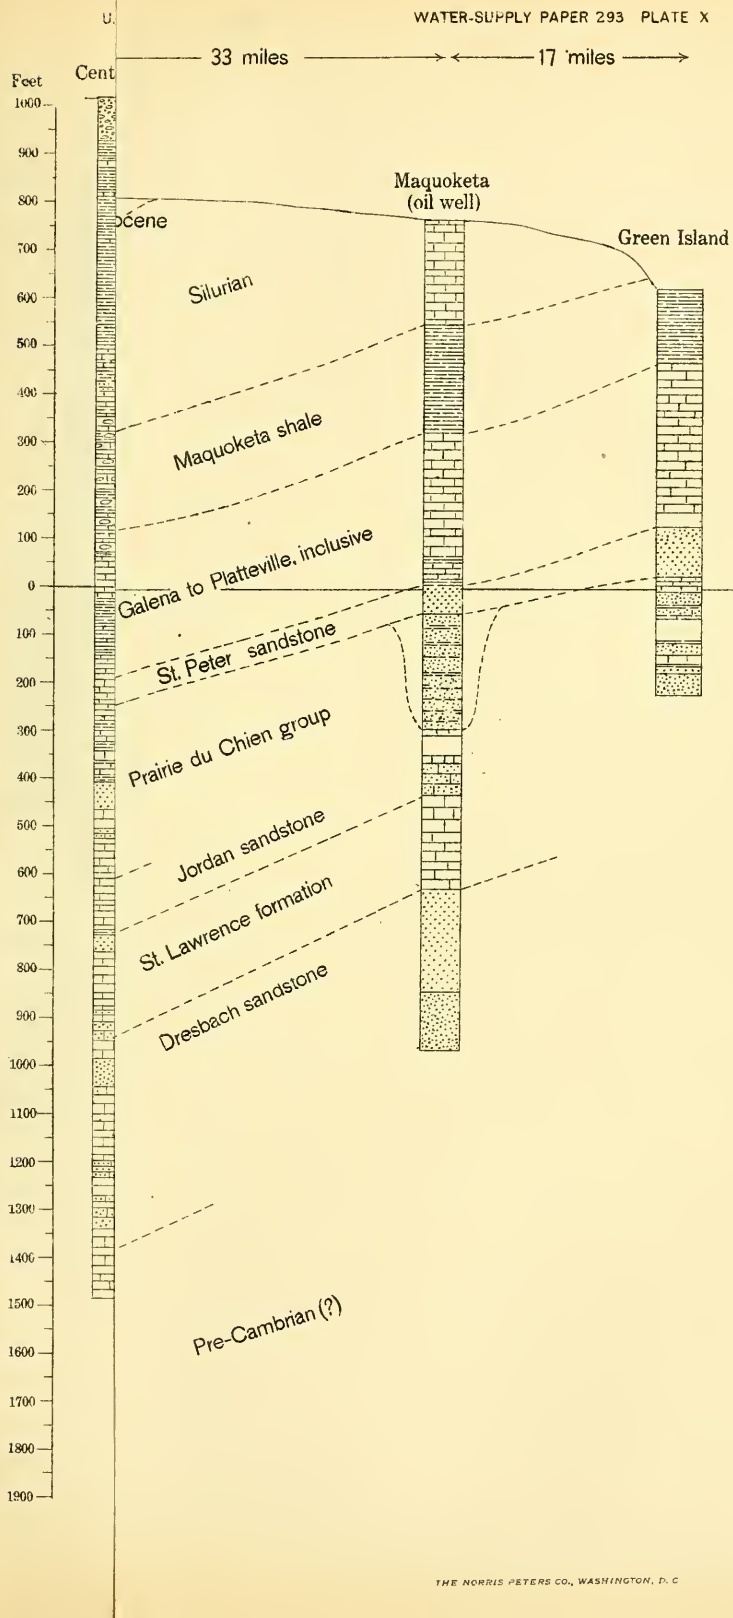 U.
WATER-SUPPLY PAPER 293 PLATE X
33 miles
17 miles
Feet
Cent
Maquoketa
(oil well)
Green Island
1000
900
800
700
600
500
400
300
200
100
0
100
200
300
400
500
600
700
800
900
1000
1100
1200
1300
1400
1500
1600
1700
1800
1900
ocene
Silurian
Maquoketa shale
Galena to Platteville, inclusive
St. Peter sandstone
Prairie du Chien group
Jordan sandstone
St. Lawrence formation
Dresbach sandstone
Pre-Cambrian (?)
THE NORRIS PETERS CO., WASHINGTON, D. C